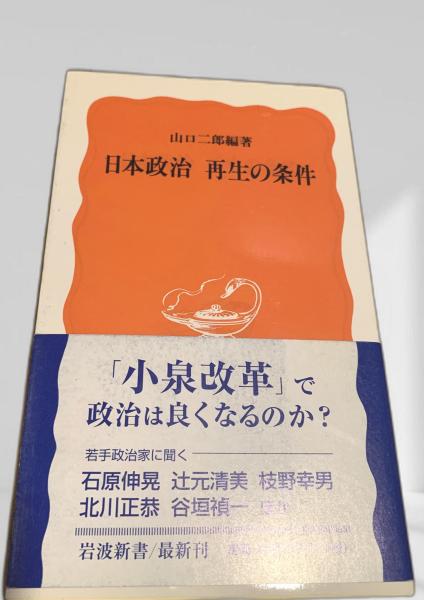 山口二郎編著
日本政治 再生の条件
「小泉改革」で
政治は良くなるのか?
若手政治家に聞く
石原伸晃 辻元清美 枝野幸男
北川正恭 谷垣禎一 ほか
岩波新書/最新刊